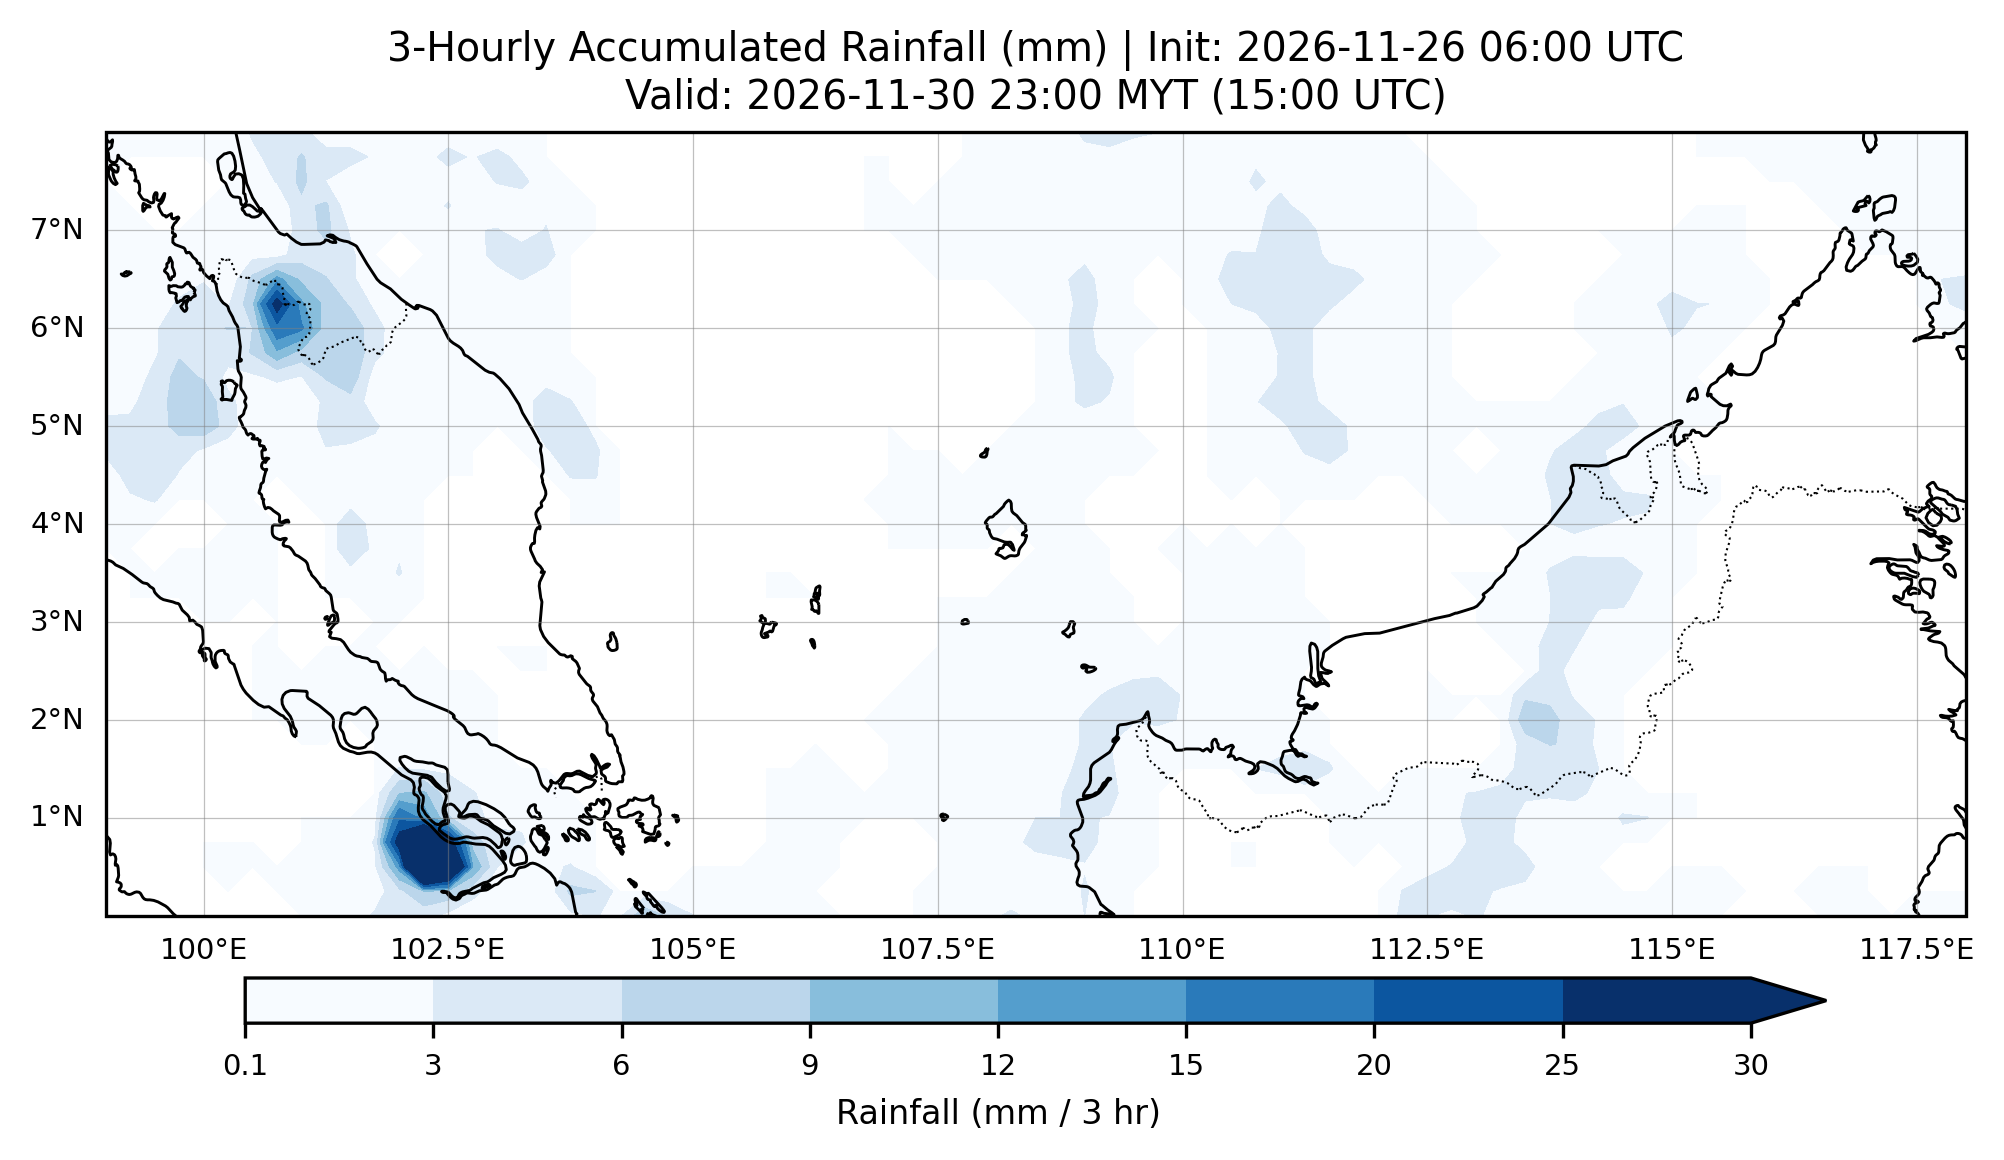 3-Hourly Accumulated Rainfall (mm) | Init: 2026-11-26 06:00 UTC
Valid: 2026-11-30 23:00 MYT (15:00 UTC)
7°N
6°N
5°N
4°N
3°N
2°N
1°N
100°E 102.5°E 105°E 107.5°E 110°E 112.5°E 115°E 117.5°E
0.1 3 6 9 12 15 20 25 30
Rainfall (mm / 3 hr)